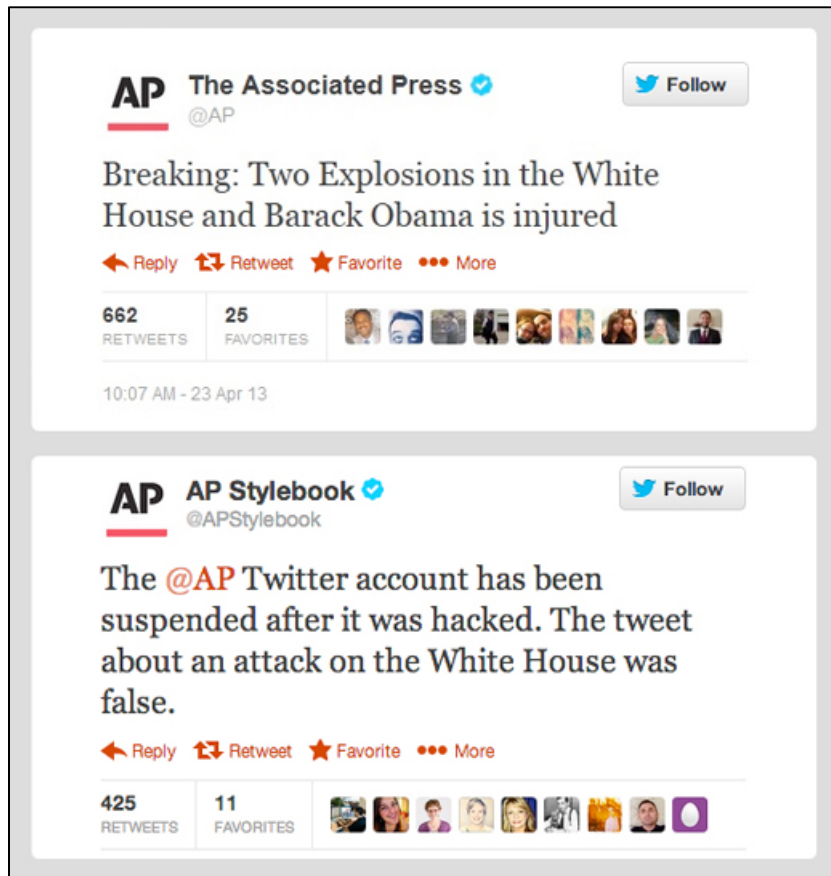 AP The Associated Press Follow
@AP
Breaking: Two Explosions in the White
House and Barack Obama is injured
Reply Retweet Favorite More
662 25
RETWEETS FAVORITES
10:07 AM - 23 Apr 13
AP AP Stylebook Follow
@APStylebook
The @AP Twitter account has been
suspended after it was hacked. The tweet
about an attack on the White House was
false.
Reply Retweet Favorite More
425 11
RETWEETS FAVORITES